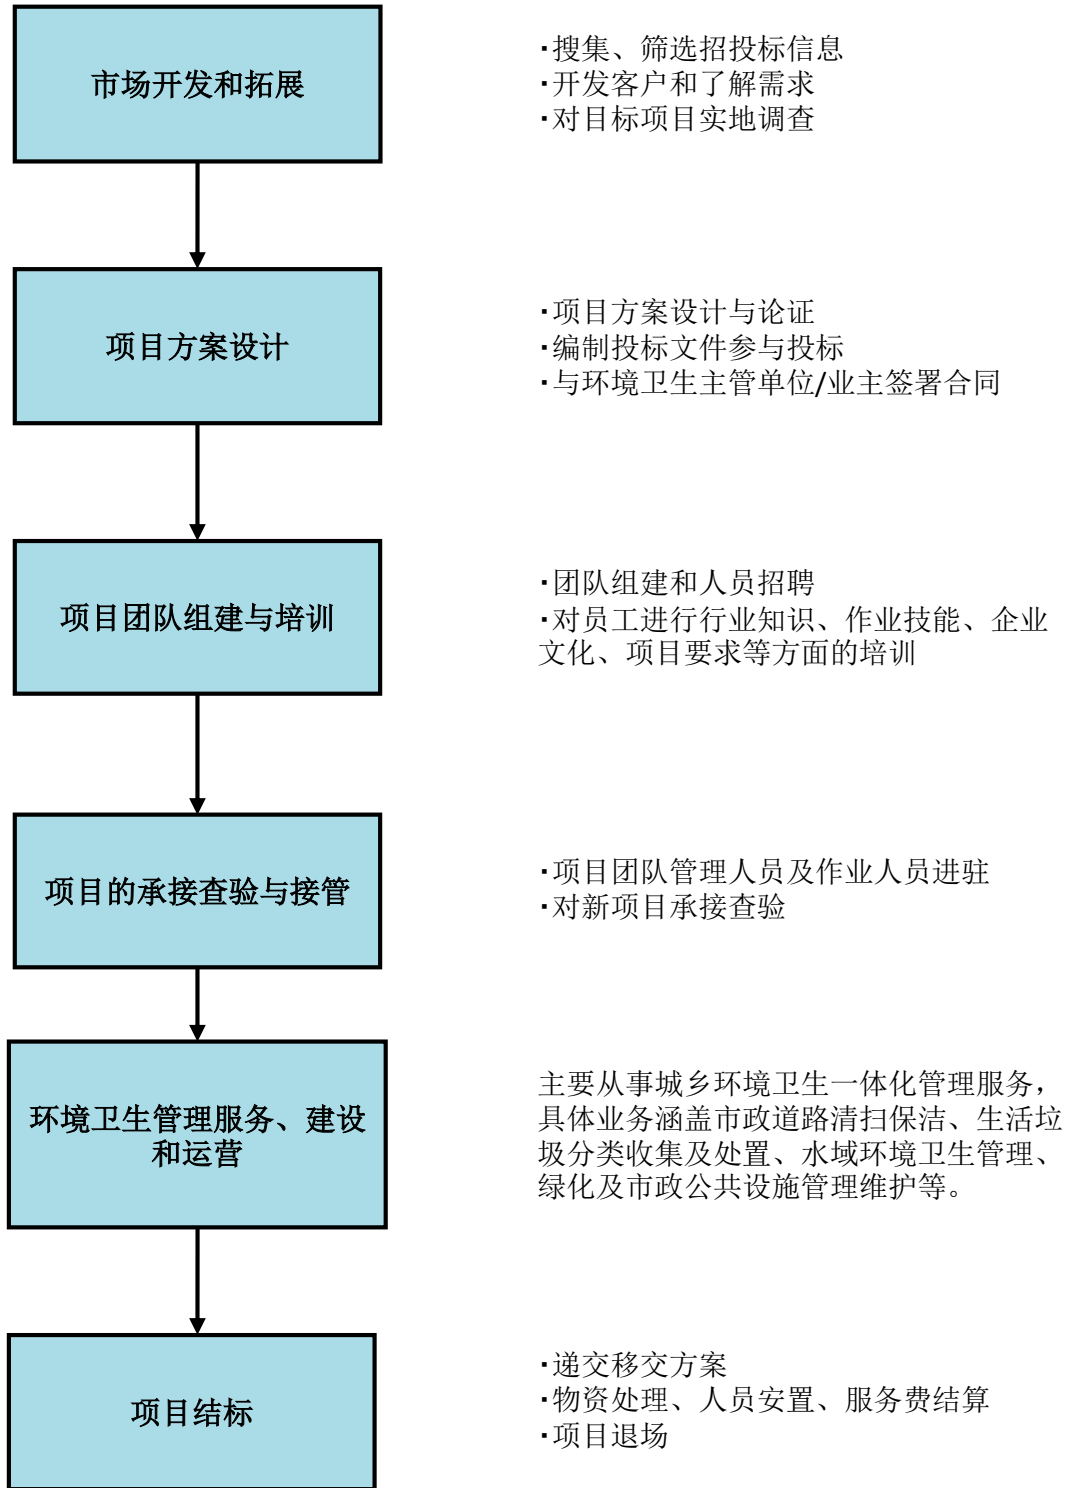 市场开发和拓展
·搜集、筛选招投标信息
·开发客户和了解需求
·对目标项目实地调查
项目方案设计
·项目方案设计与论证
·编制投标文件参与投标
·与环境卫生主管单位/业主签署合同
项目团队组建与培训
·团队组建和人员招聘
·对员工进行行业知识、作业技能、企业
文化、项目要求等方面的培训
项目的承接查验与接管
·项目团队管理人员及作业人员进驻
·对新项目承接查验
环境卫生管理服务、建设
和运营
主要从事城乡环境卫生一体化管理服务，
具体业务涵盖市政道路清扫保洁、生活垃
圾分类收集及处置、水域环境卫生管理、
绿化及市政公共设施管理维护等。
项目结标
·递交移交方案
·物资处理、人员安置、服务费结算
·项目退场